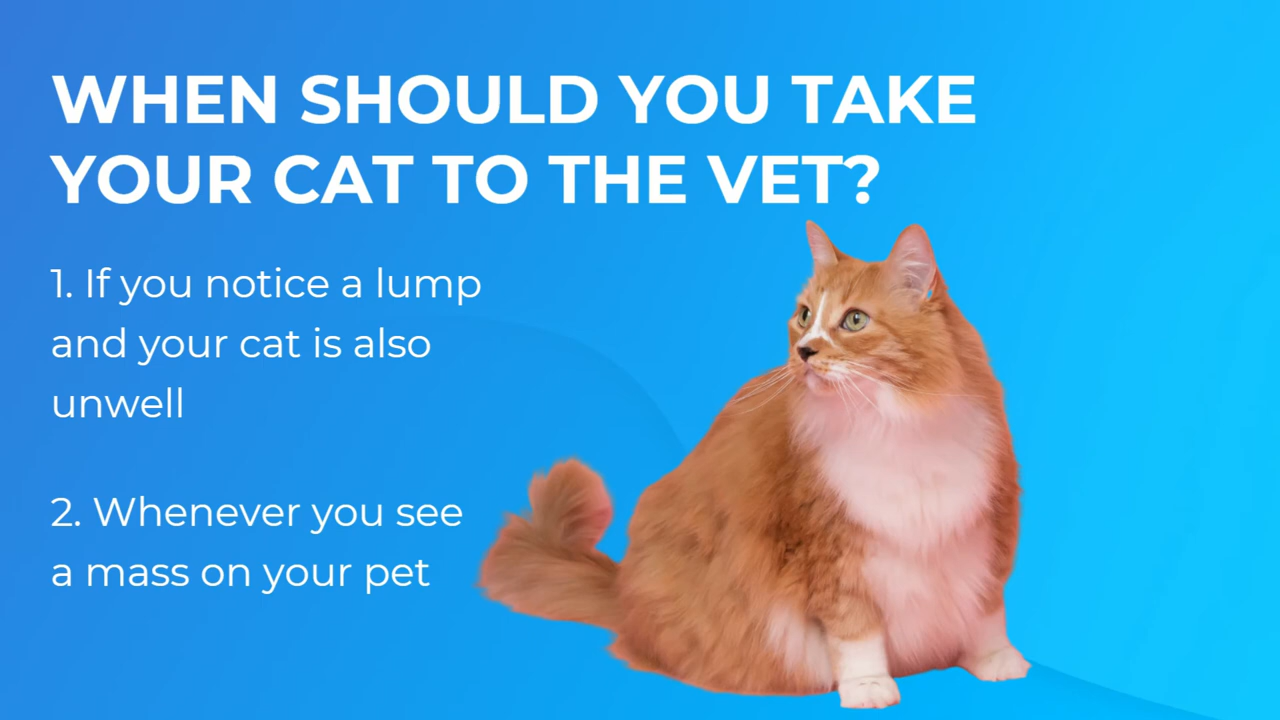 WHEN SHOULD YOU TAKE
YOUR CAT TO THE VET?
1. If you notice a lump
and your cat is also
unwell
2. Whenever you see
a mass on your pet